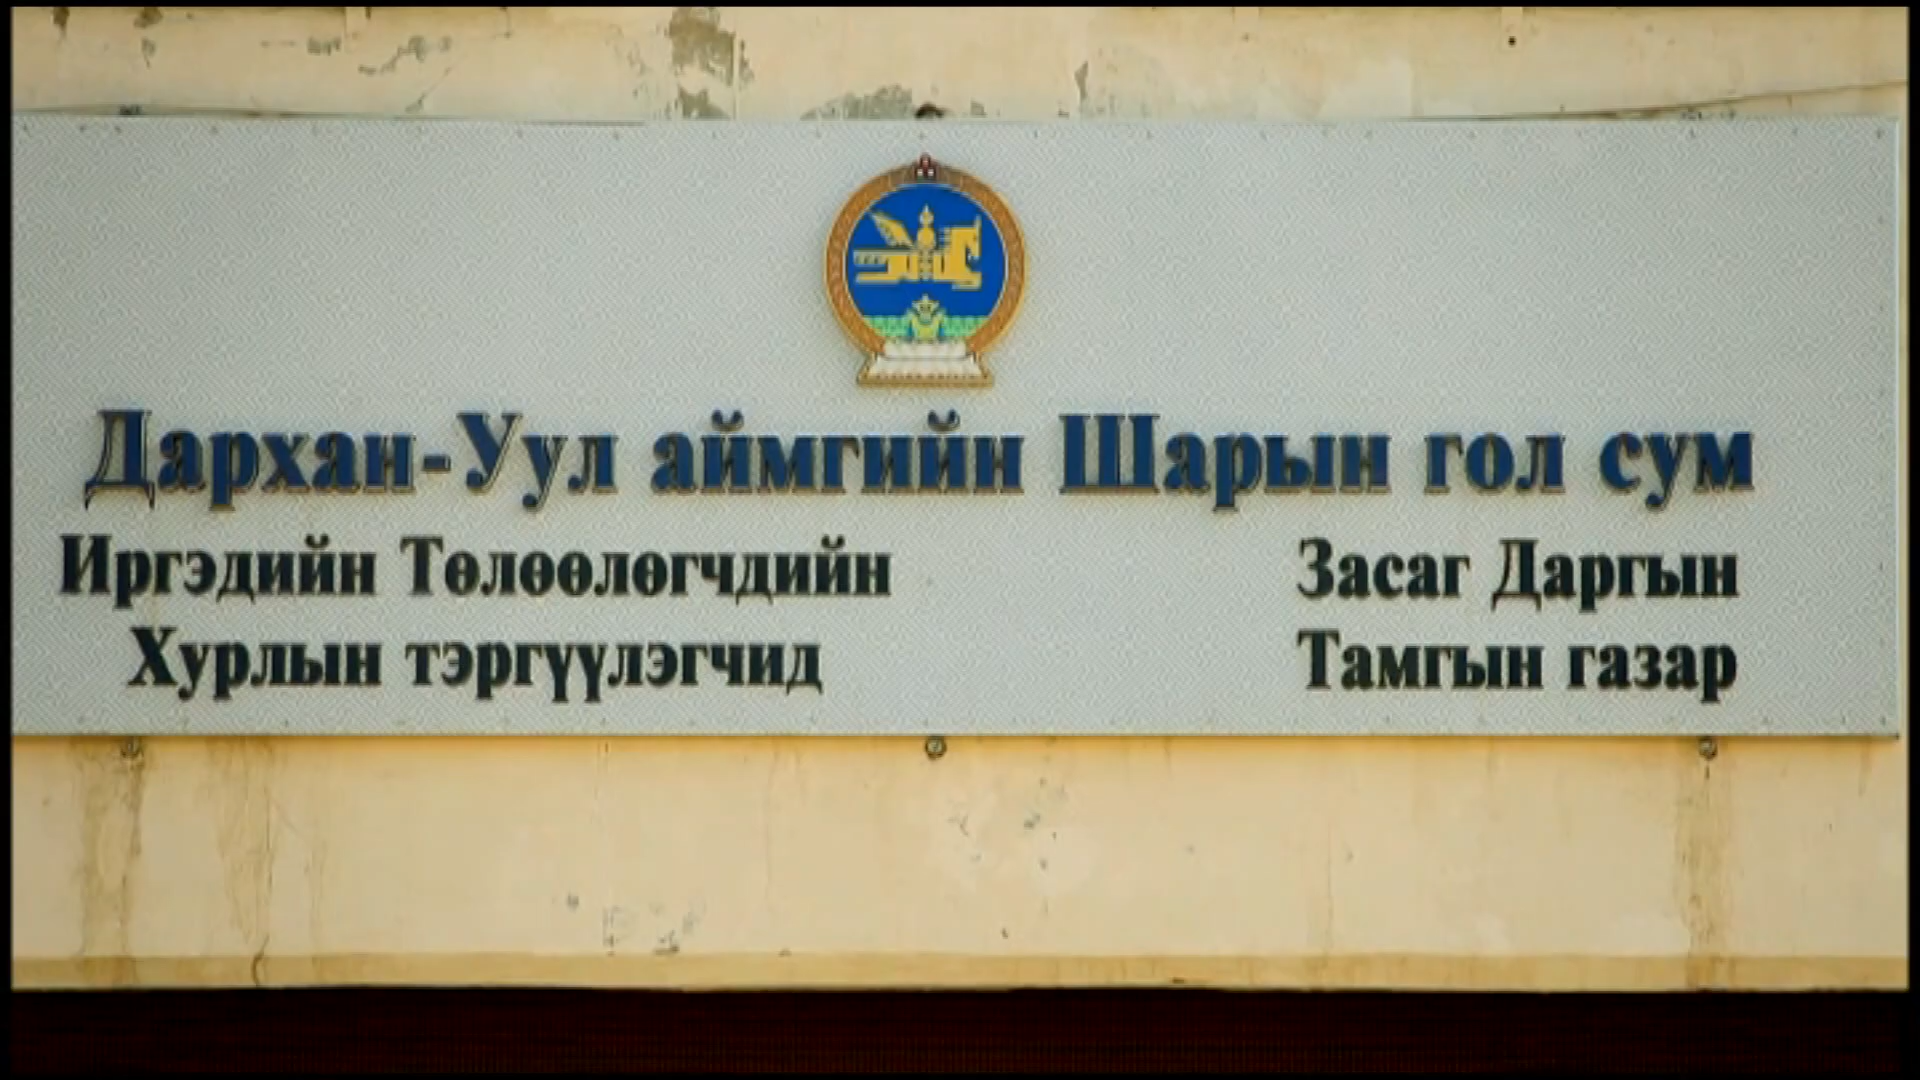 Дархан-Уул аймгийн Шарын гол сум
Иргэдийн Төлөөлөгчдийн
Хурлын тэргүүлэгчид
Засаг Даргын
Тамгын газар